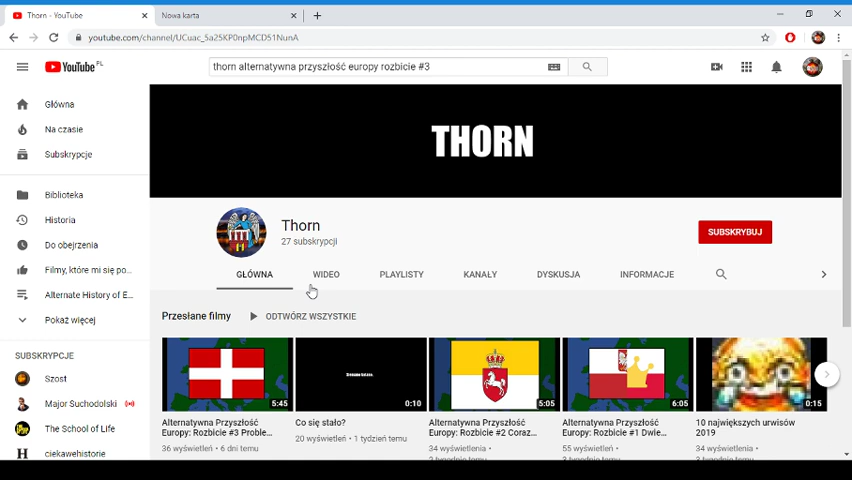 Thorn - YouTube
Nowa karta
youtube.com/channel/UCuac_5a25KP0npMCD51NunA
YouTube PL
thorn alternatywna przyszłość europy rozbicie #3
Główna
Na czasie
Subskrypcje
Biblioteka
Historia
Do obejrzenia
Filmy, które mi się po...
Alternate History of E...
Pokaż więcej
SUBSKRYPCJE
Szost
Major Suchodolski
The School of Life
ciekawehistorie
THORN
Thorn
27 subskrypcji
SUBSKRYBUJ
GŁÓWNA
WIDEO
PLAYLISTY
KANAŁY
DYSKUSJA
INFORMACJE
Przesłane filmy
ODTWÓRZ WSZYSTKIE
5:45
Alternatywna Przyszłość
Europy: Rozbicie #3 Proble...
36 wyświetleń • 6 dni temu
0:10
Co się stało?
20 wyświetleń • 1 tydzień temu
5:05
Alternatywna Przyszłość
Europy: Rozbicie #2 Coraz...
34 wyświetlenia •
6:05
Alternatywna Przyszłość
Europy: Rozbicie #1 Dwie...
55 wyświetleń •
0:15
10 największych urwisów
2019
34 wyświetlenia •